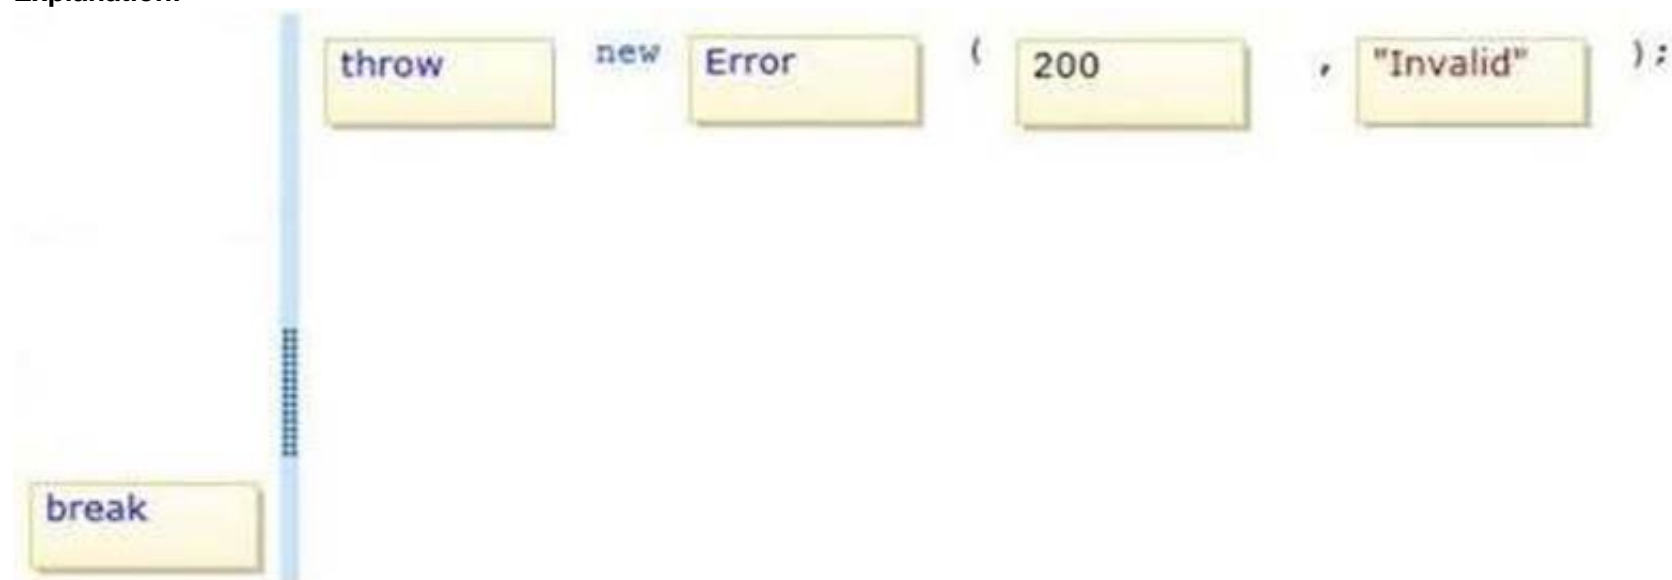 throw new Error ( 200 , "Invalid" );
break